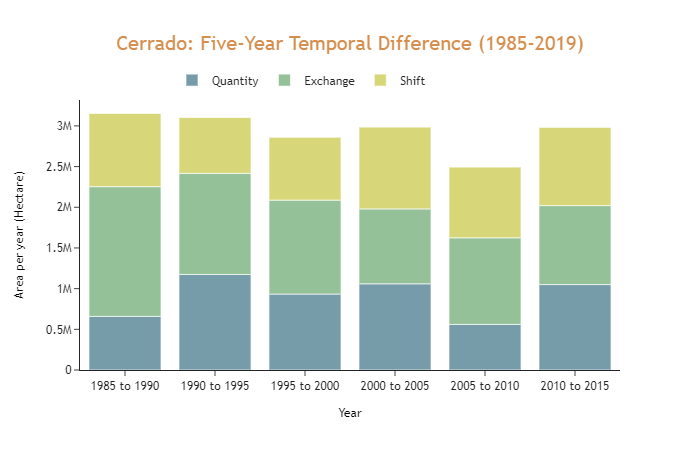 Cerrado: Five-Year Temporal Difference (1985-2019)
Quantity Exchange Shift
Area per year (Hectare)
3M
2.5M
2M
1.5M
1M
0.5M
0
1985 to 1990 1990 to 1995 1995 to 2000 2000 to 2005 2005 to 2010 2010 to 2015
Year